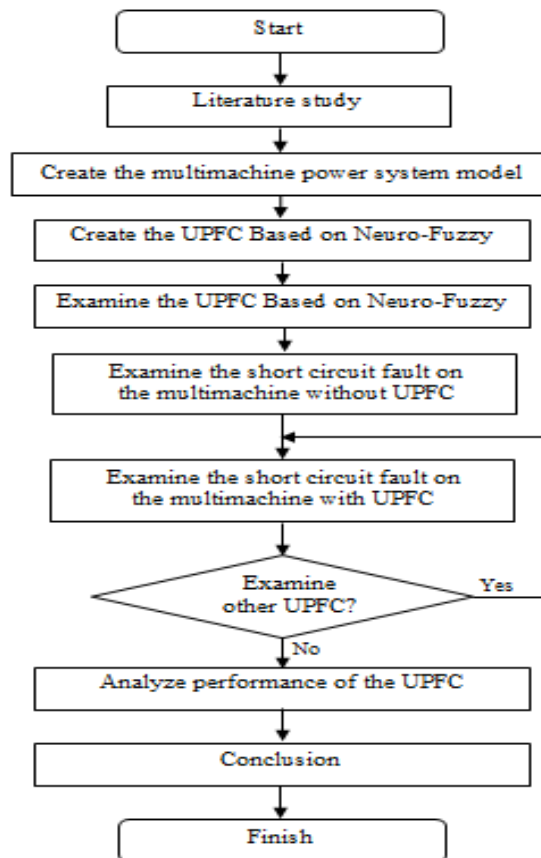 Start
Literature study
Create the multimachine power system model
Create the UPFC Based on Neuro-Fuzzy
Examine the UPFC Based on Neuro-Fuzzy
Examine the short circuit fault on
the multimachine without UPFC
Examine the short circuit fault on
the multimachine with UPFC
Examine
other UPFC?
Yes
No
Analyze performance of the UPFC
Conclusion
Finish